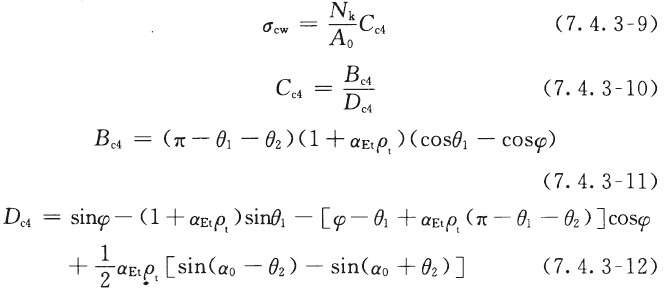 σcw = Nk/A0 Cc4 (7.4.3-9)
Cc4 = Bc4/Dc4 (7.4.3-10)
Bc4 = (π − θ1 − θ2)(1 + αEtρt)(cosθ1 − cosφ)
(7.4.3-11)
Dc4 = sinφ − (1 + αEtρt)sinθ1 − [φ − θ1 + αEtρt(π − θ1 − θ2)]cosφ
+ 1/2 αEtρt[sin(α0 − θ2) − sin(α0 + θ2)] (7.4.3-12)